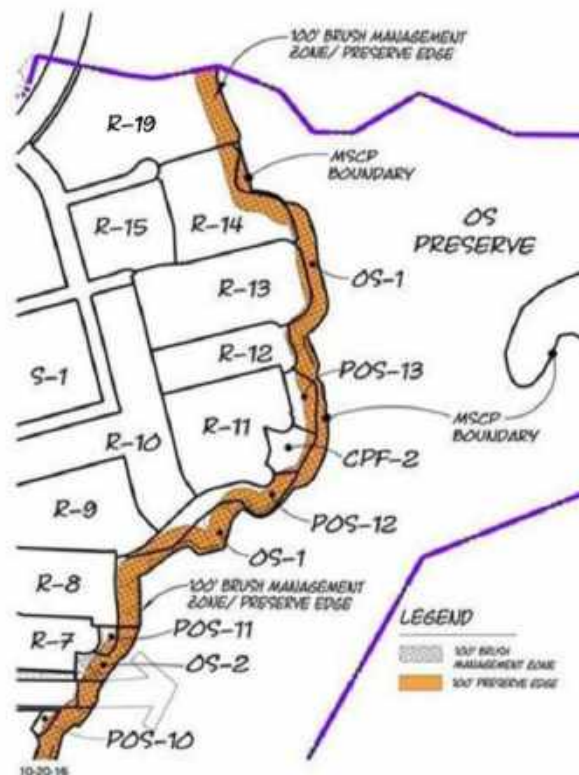 100' BRUSH MANAGEMENT
ZONE/ PRESERVE EDGE
R-19
MSCP
BOUNDARY
R-15
R-14
OS
PRESERVE
R-13
OS-1
R-12
POS-13
S-1
R-11
R-10
MSCP
BOUNDARY
CPF-2
R-9
POS-12
OS-1
R-8
100' BRUSH MANAGEMENT
ZONE/ PRESERVE EDGE
R-7
POS-11
OS-2
POS-10
LEGEND
100' BRUSH
MANAGEMENT ZONE
100' PRESERVE EDGE
10-20-16